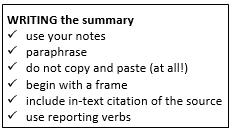 WRITING the summary
✓ use your notes
✓ paraphrase
✓ do not copy and paste (at all!)
✓ begin with a frame
✓ include in-text citation of the source
✓ use reporting verbs